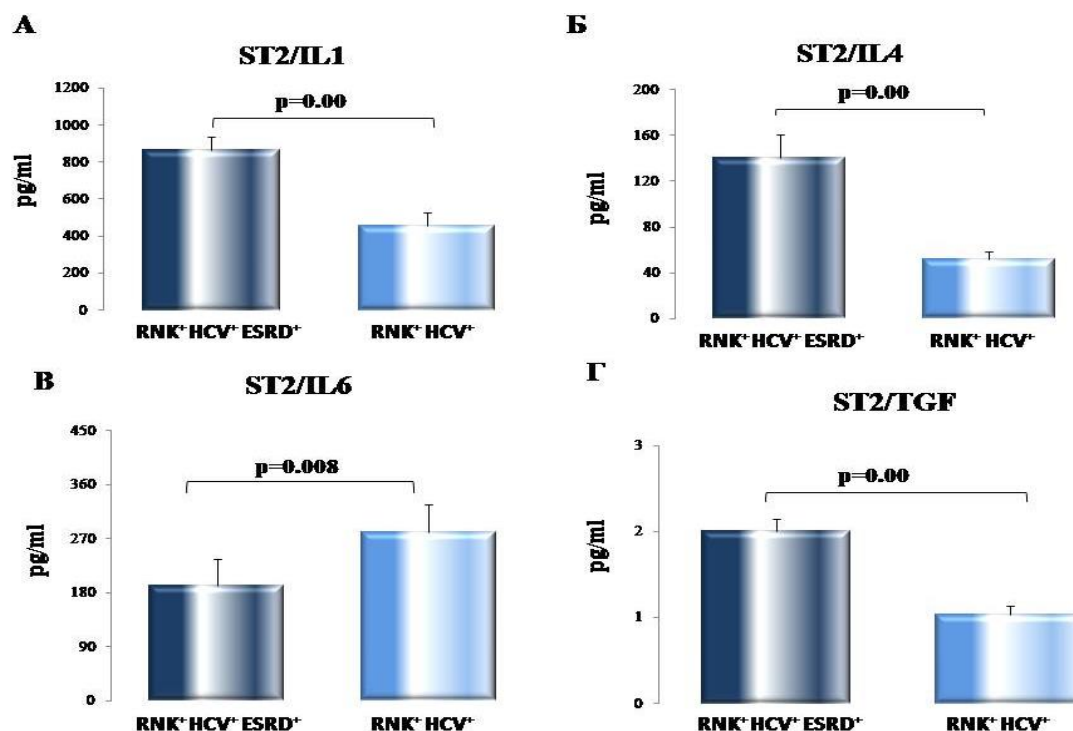 А
ST2/IL1
1200
1000
800
600
400
200
0
pg/ml
p=0.00
RNK⁺HCV⁺ESRD⁺ RNK⁺HCV⁺
Б
ST2/IL4
200
160
120
80
40
0
pg/ml
p=0.00
RNK⁺HCV⁺ESRD⁺ RNK⁺HCV⁺
В
ST2/IL6
450
360
270
180
90
0
pg/ml
p=0.008
RNK⁺HCV⁺ESRD⁺ RNK⁺HCV⁺
Г
ST2/TGF
3
2
1
0
pg/ml
p=0.00
RNK⁺HCV⁺ESRD⁺ RNK⁺HCV⁺